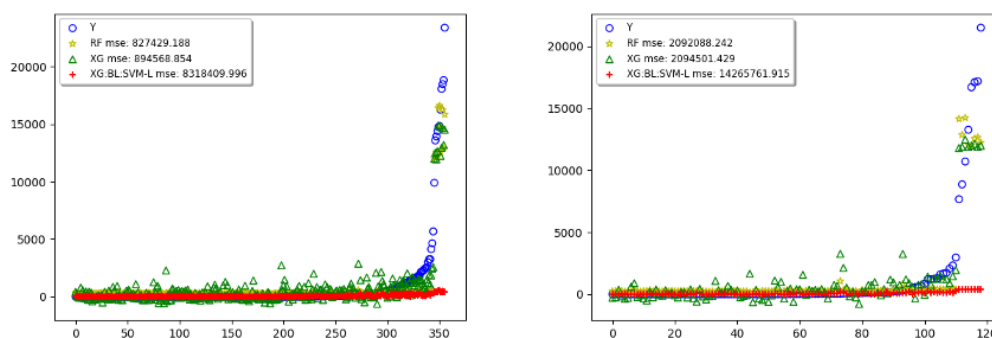 Y
RF mse: 827429.188
XG mse: 894568.854
XG:BL:SVM-L mse: 8318409.996
20000
15000
10000
5000
0
0 50 100 150 200 250 300 350
Y
RF mse: 2092088.242
XG mse: 2094501.429
XG:BL:SVM-L mse: 14265761.915
20000
15000
10000
5000
0
0 20 40 60 80 100 120